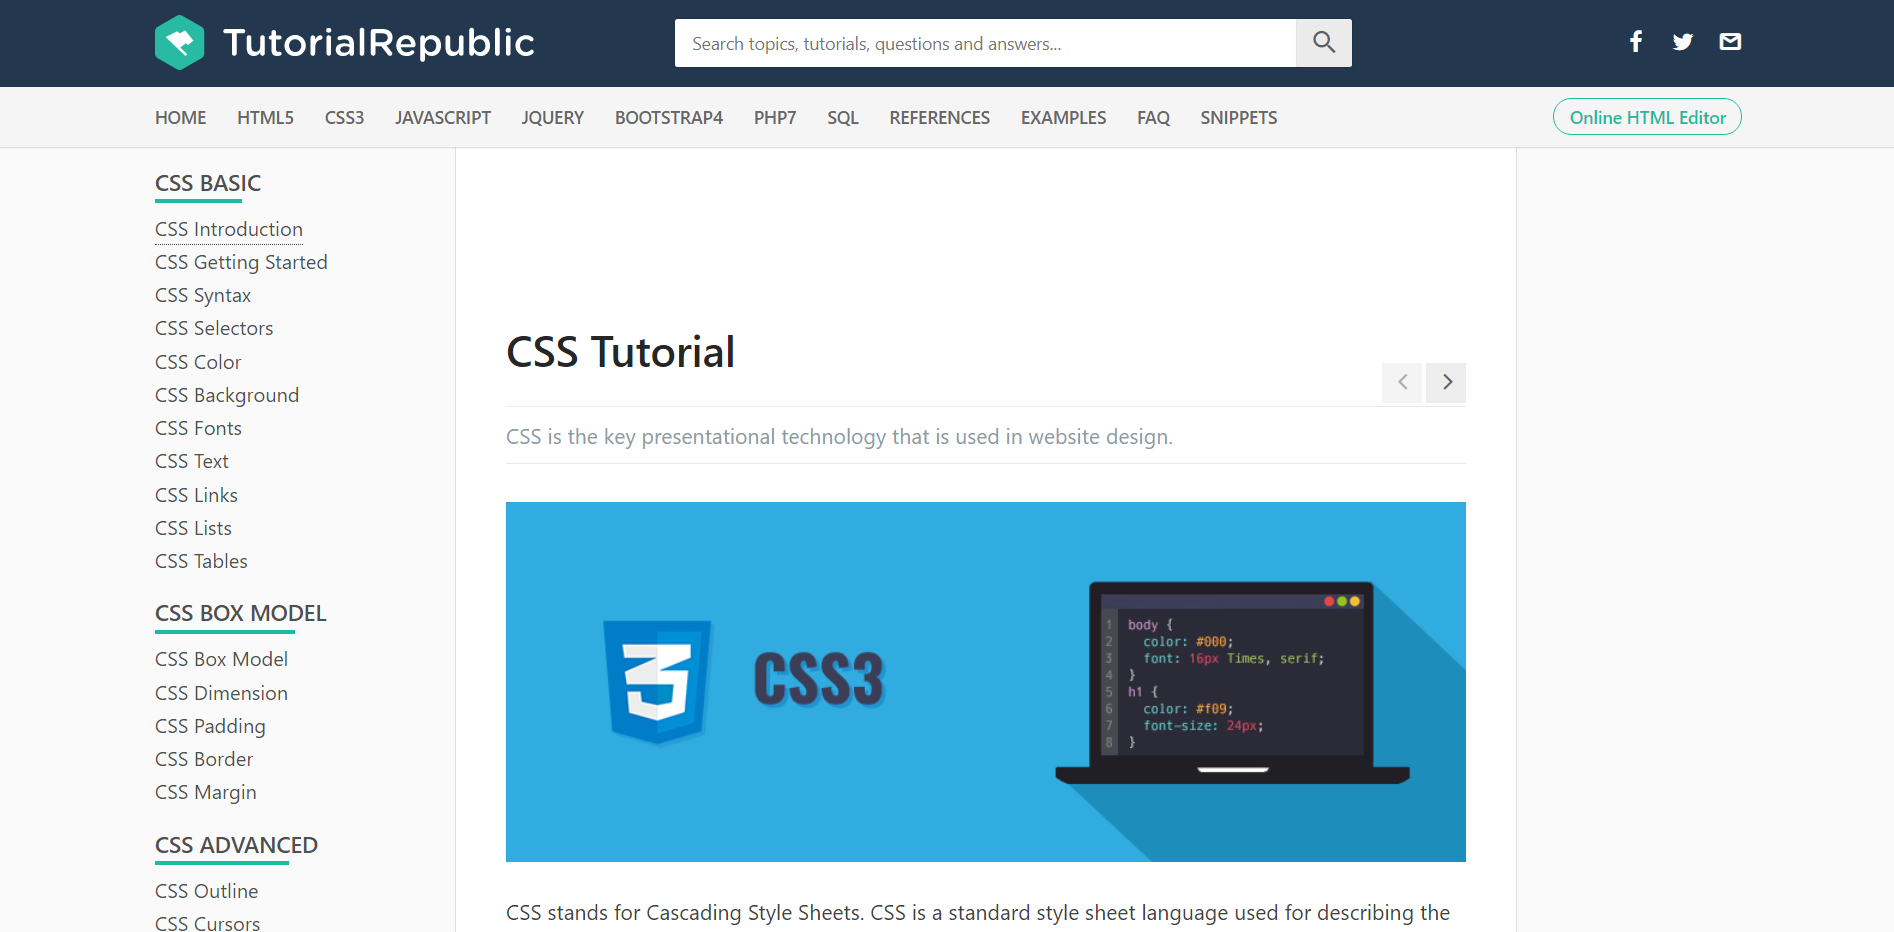 TutorialRepublic
Search topics, tutorials, questions and answers...
HOME HTML5 CSS3 JAVASCRIPT JQUERY BOOTSTRAP4 PHP7 SQL REFERENCES EXAMPLES FAQ SNIPPETS Online HTML Editor
CSS BASIC
CSS Introduction
CSS Getting Started
CSS Syntax
CSS Selectors
CSS Color
CSS Background
CSS Fonts
CSS Text
CSS Links
CSS Lists
CSS Tables
CSS BOX MODEL
CSS Box Model
CSS Dimension
CSS Padding
CSS Border
CSS Margin
CSS ADVANCED
CSS Outline
CSS Cursors
CSS Tutorial
CSS is the key presentational technology that is used in website design.
3
CSS3
1 body {
2 color: #000;
3 font: 16px Times, serif;
4 }
5 h1 {
6 color: #f09;
7 font-size: 24px;
8 }
CSS stands for Cascading Style Sheets. CSS is a standard style sheet language used for describing the